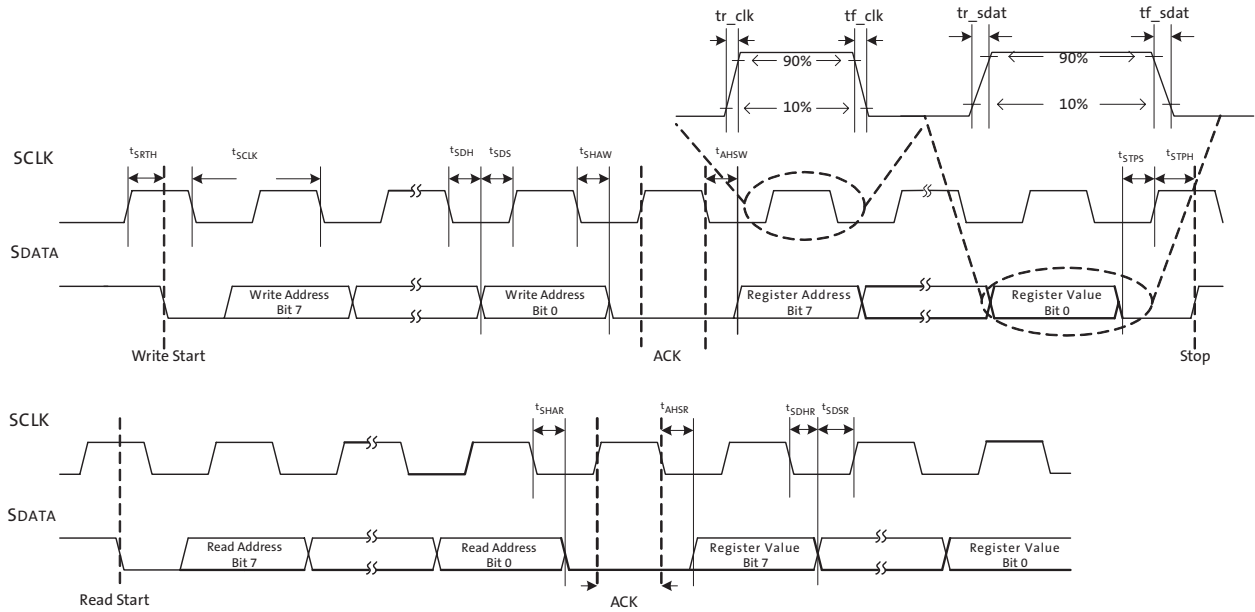 tr_clk tf_clk tr_sdat tf_sdat
90% 90%
10% 10%
SCLK
tSRTH tSCLK tSDH tSDS tSHAW tAHSW tSTPS tSTPH
SDATA
Write Address Bit 7
Write Address Bit 0
Register Address Bit 7
Register Value Bit 0
Write Start ACK Stop
SCLK
tSHAR tAHSR tSDHR tSDSR
SDATA
Read Address Bit 7
Read Address Bit 0
Register Value Bit 7
Register Value Bit 0
Read Start ACK